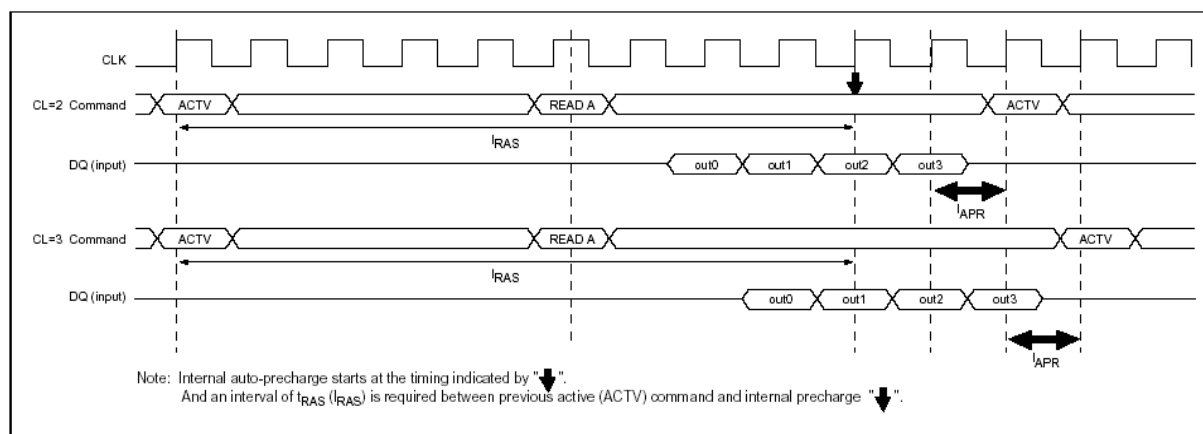 CLK
CL=2 Command ACTV READ A ACTV
lRAS
DQ (input) out0 out1 out2 out3
lAPR
CL=3 Command ACTV READ A ACTV
lRAS
DQ (input) out0 out1 out2 out3
lAPR
Note: Internal auto-precharge starts at the timing indicated by " ".
And an interval of tRAS (lRAS) is required between previous active (ACTV) command and internal precharge " ".